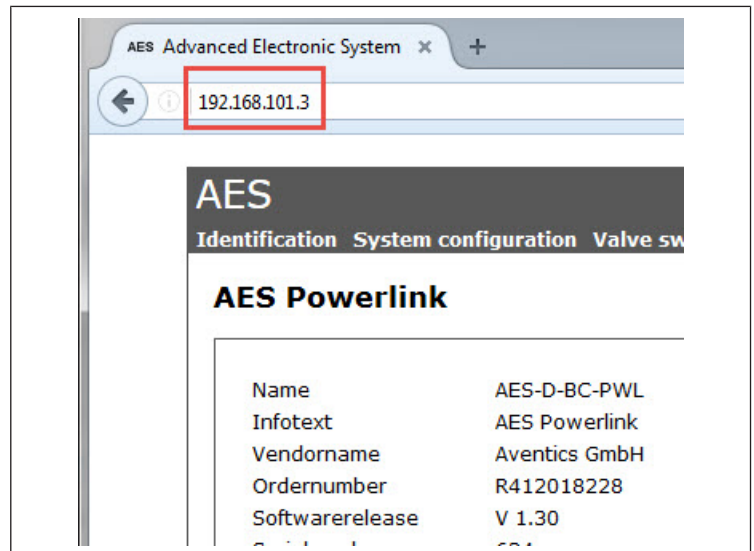 AES Advanced Electronic System × +
192.168.101.3
AES
Identification System configuration Valve sw
AES Powerlink
Name AES-D-BC-PWL
Infotext AES Powerlink
Vendorname Aventics GmbH
Ordernumber R412018228
Softwarerelease V 1.30